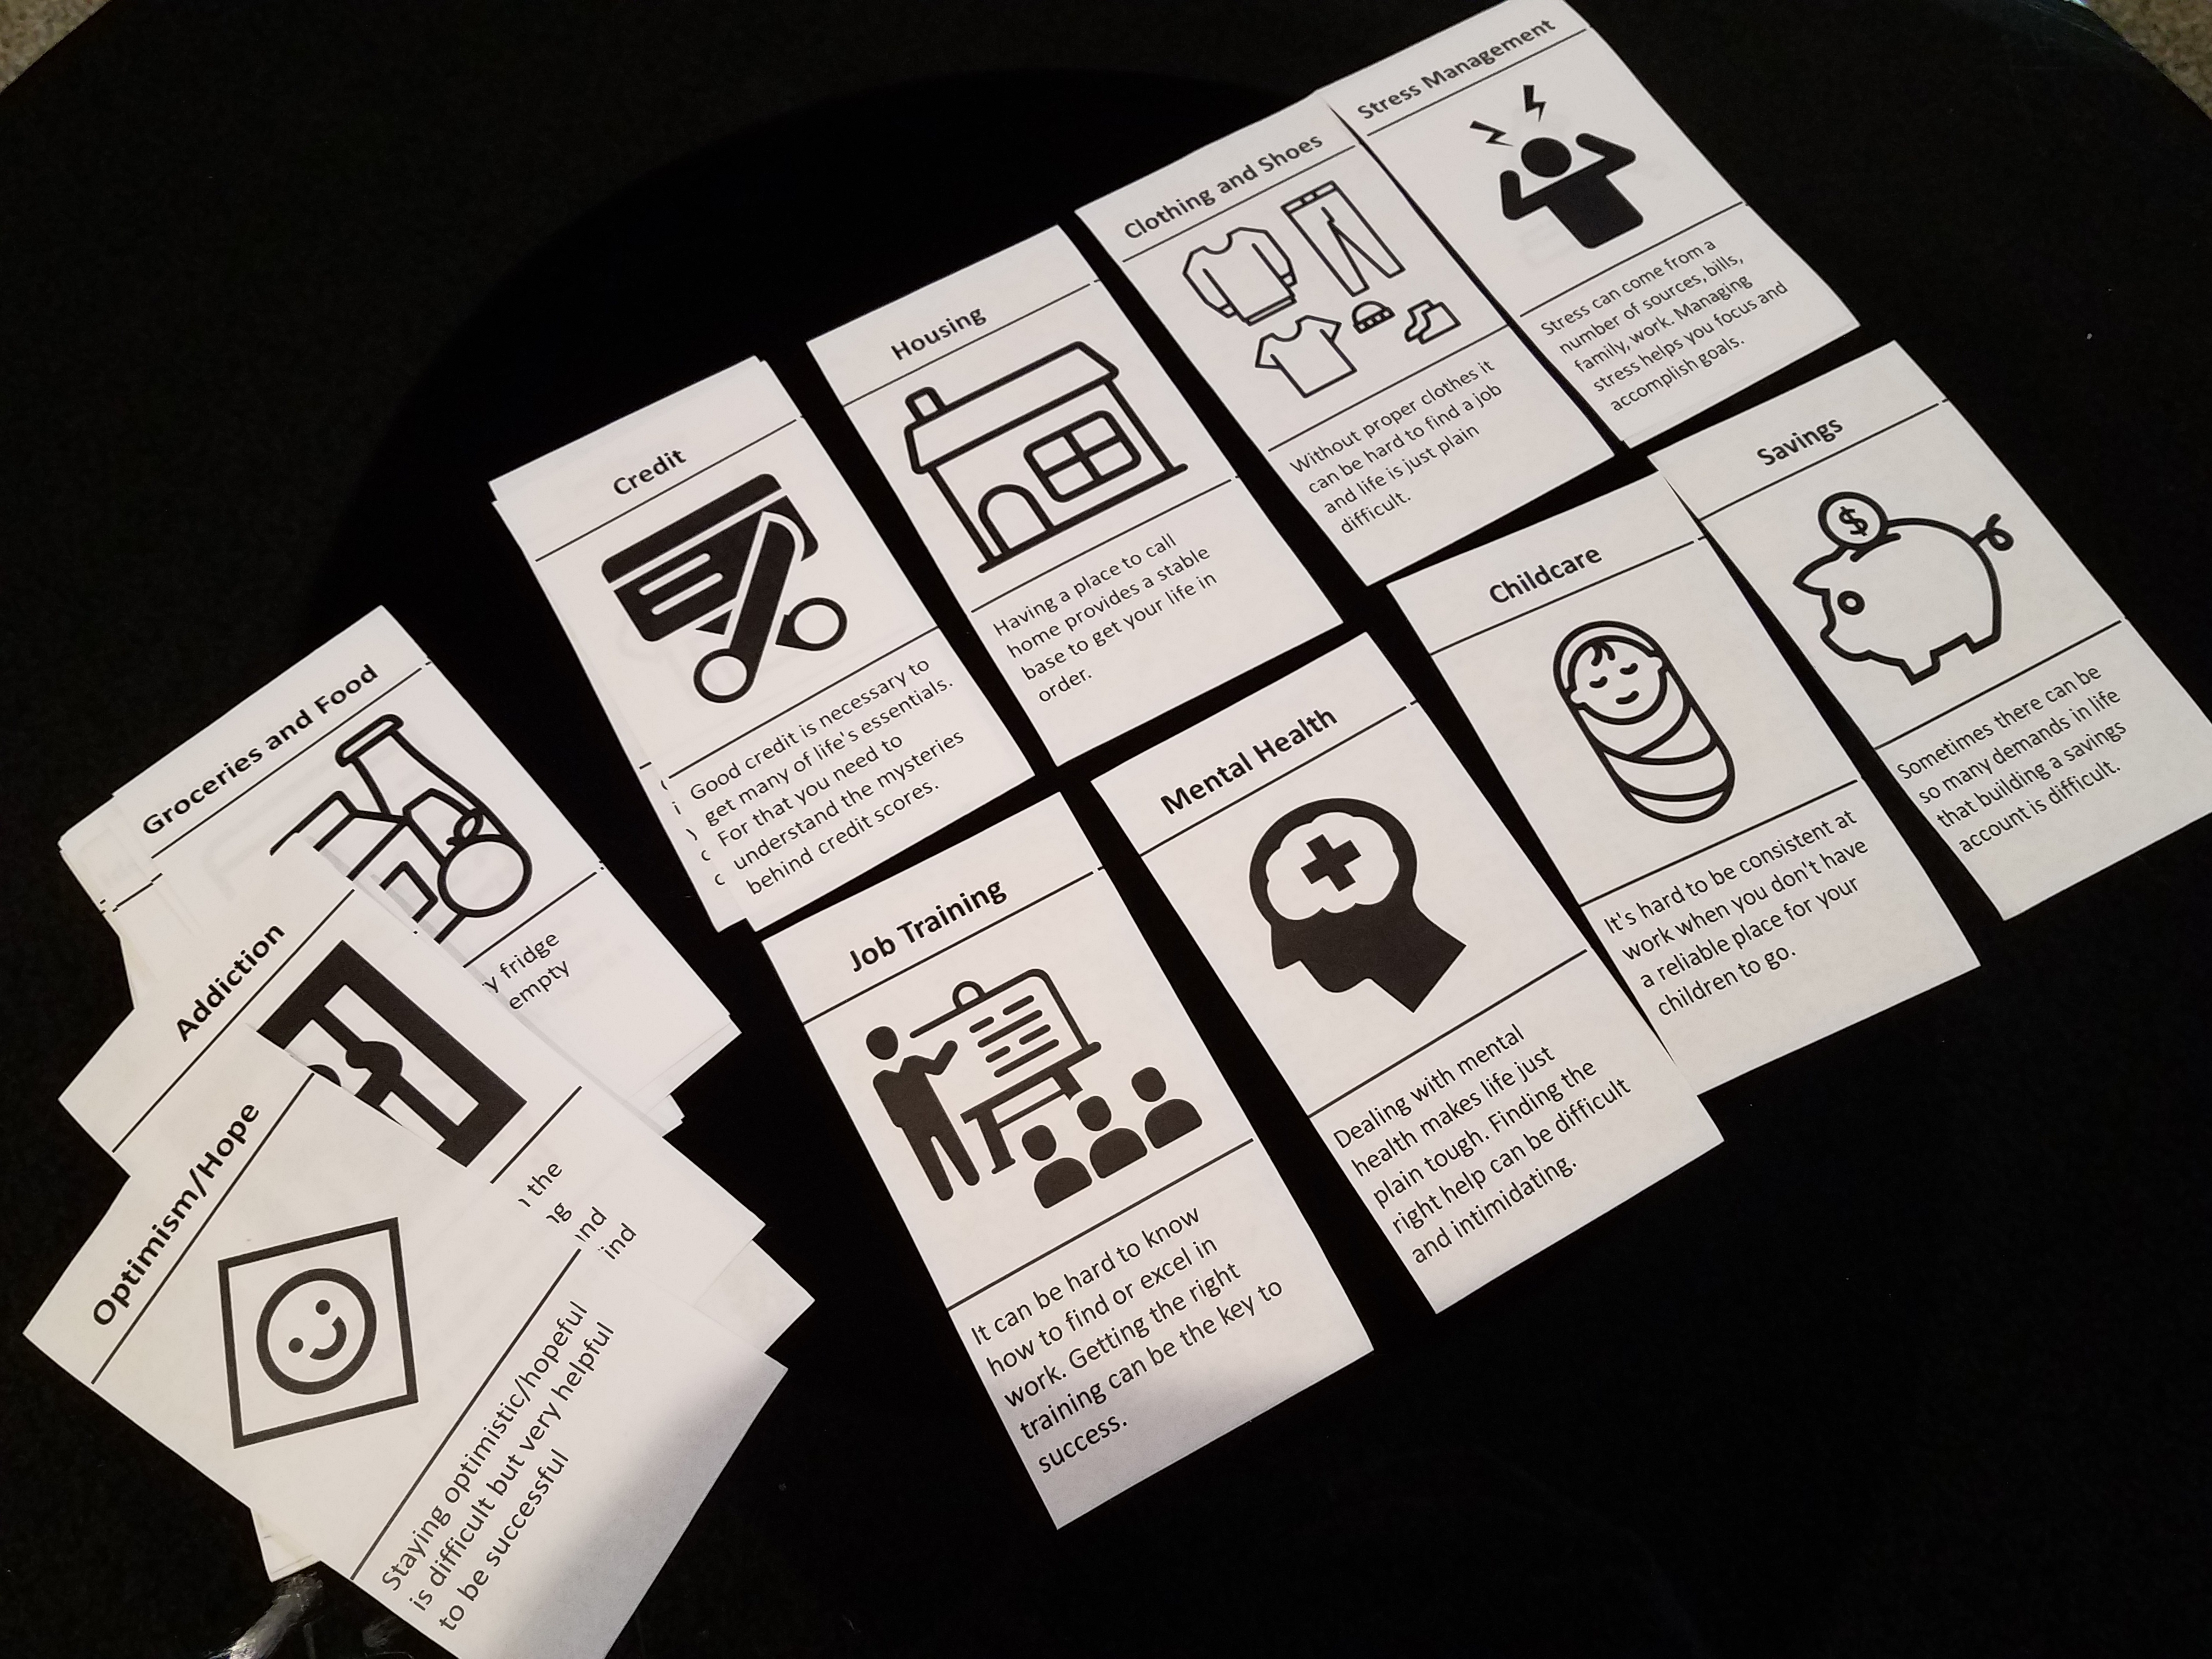 Stress Management
Stress can come from a
number of sources, bills,
family, work. Managing
stress helps you focus and
accomplish goals.
Clothing and Shoes
Without proper clothes it
can be hard to find a job
and life is just plain
difficult.
Housing
Having a place to call
home provides a stable
base to get your life in
order.
Credit
Good credit is necessary to
get many of life's essentials.
For that you need to
understand the mysteries
behind credit scores.
Savings
$
Sometimes there can be
so many demands in life
that building a savings
account is difficult.
Childcare
It's hard to be consistent at
work when you don't have
a reliable place for your
children to go.
Mental Health
Dealing with mental
health makes life just
plain tough. Finding the
right help can be difficult
and intimidating.
Job Training
It can be hard to know
how to find or excel in
work. Getting the right
training can be the key to
success.
Groceries and Food
fridge
empty
Addiction
the
Optimism/Hope
Staying optimistic/hopeful
is difficult but very helpful
to be successful